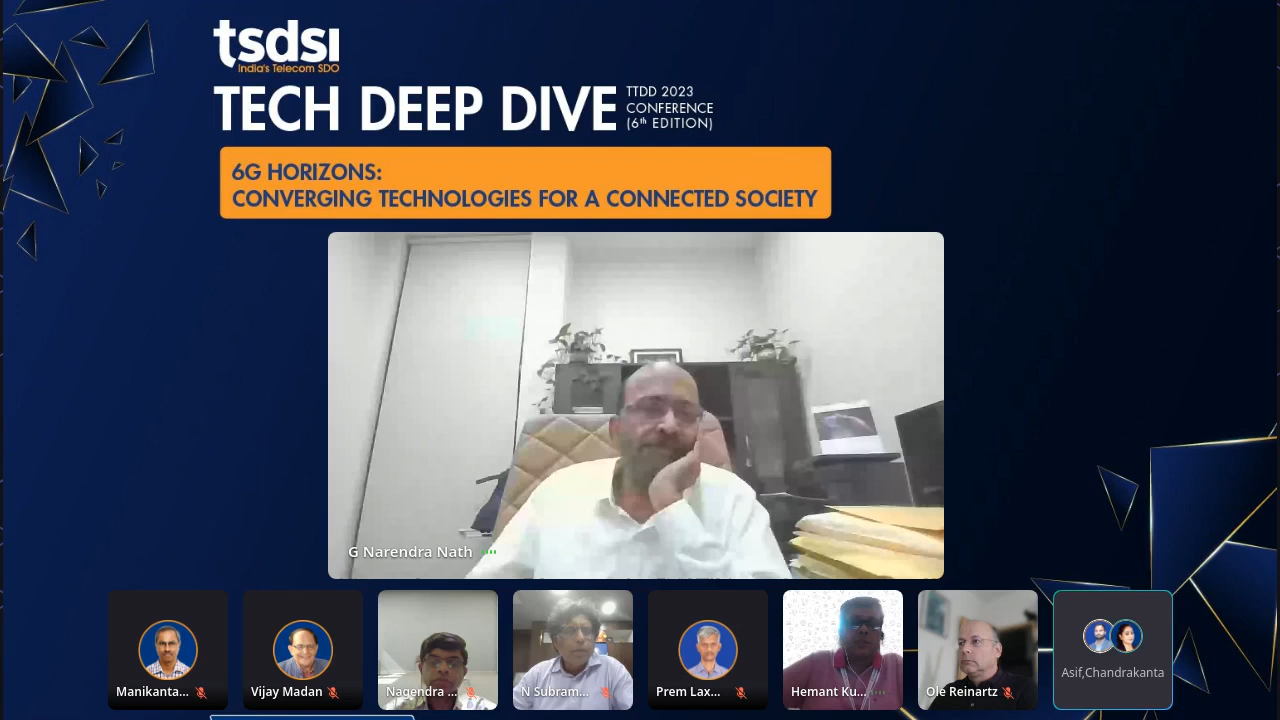 tsdsi
India's Telecom SDO
TECH DEEP DIVE
TTDD 2023
CONFERENCE
(6th EDITION)
6G HORIZONS:
CONVERGING TECHNOLOGIES FOR A CONNECTED SOCIETY
G Narendra Nath
Manikanta...
Vijay Madan
Nagendra ...
N Subram...
Prem Lax...
Hemant Ku...
Ole Reinartz
Asif,Chandrakanta